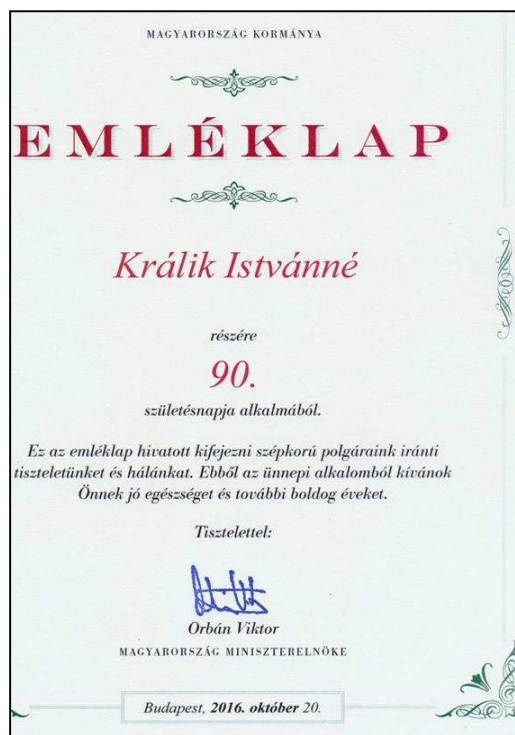 MAGYARORSZÁG KORMÁNYA
EMLÉKLAP
Králik Istvánné
részére
90.
születésnapja alkalmából.
Ez az emléklap hivatott kifejezni szépkorú polgáraink iránti
tiszteletünket és hálánkat. Ebből az ünnepi alkalomból kívánok
Önnek jó egészséget és további boldog éveket.
Tisztelettel:
Orbán Viktor
MAGYARORSZÁG MINISZTERELNÖKE
Budapest, 2016. október 20.